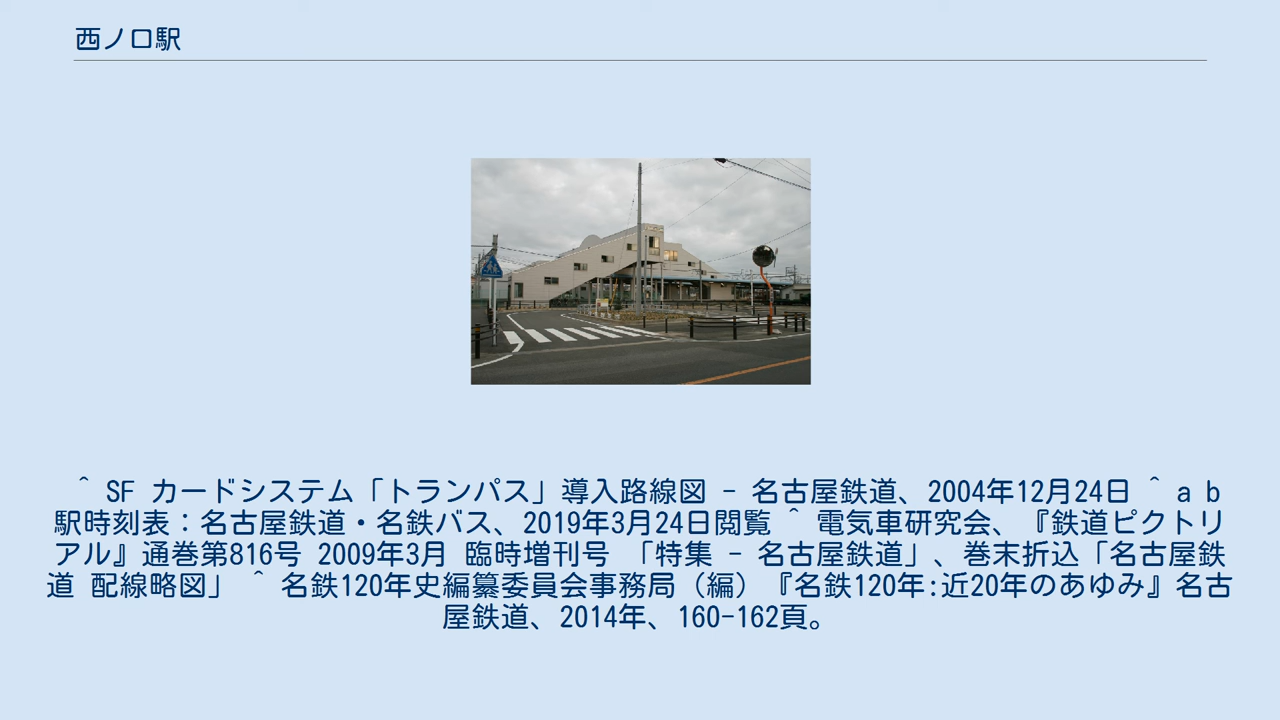 西ノ口駅
^ SF カードシステム「トランパス」導入路線図 - 名古屋鉄道、2004年12月24日 ^ a b
駅時刻表：名古屋鉄道・名鉄バス、2019年3月24日閲覧 ^ 電気車研究会、『鉄道ピクトリ
アル』通巻第816号 2009年3月 臨時増刊号 「特集 - 名古屋鉄道」、巻末折込「名古屋鉄
道 配線略図」 ^ 名鉄120年史編纂委員会事務局（編）『名鉄120年:近20年のあゆみ』名古
屋鉄道、2014年、160-162頁。